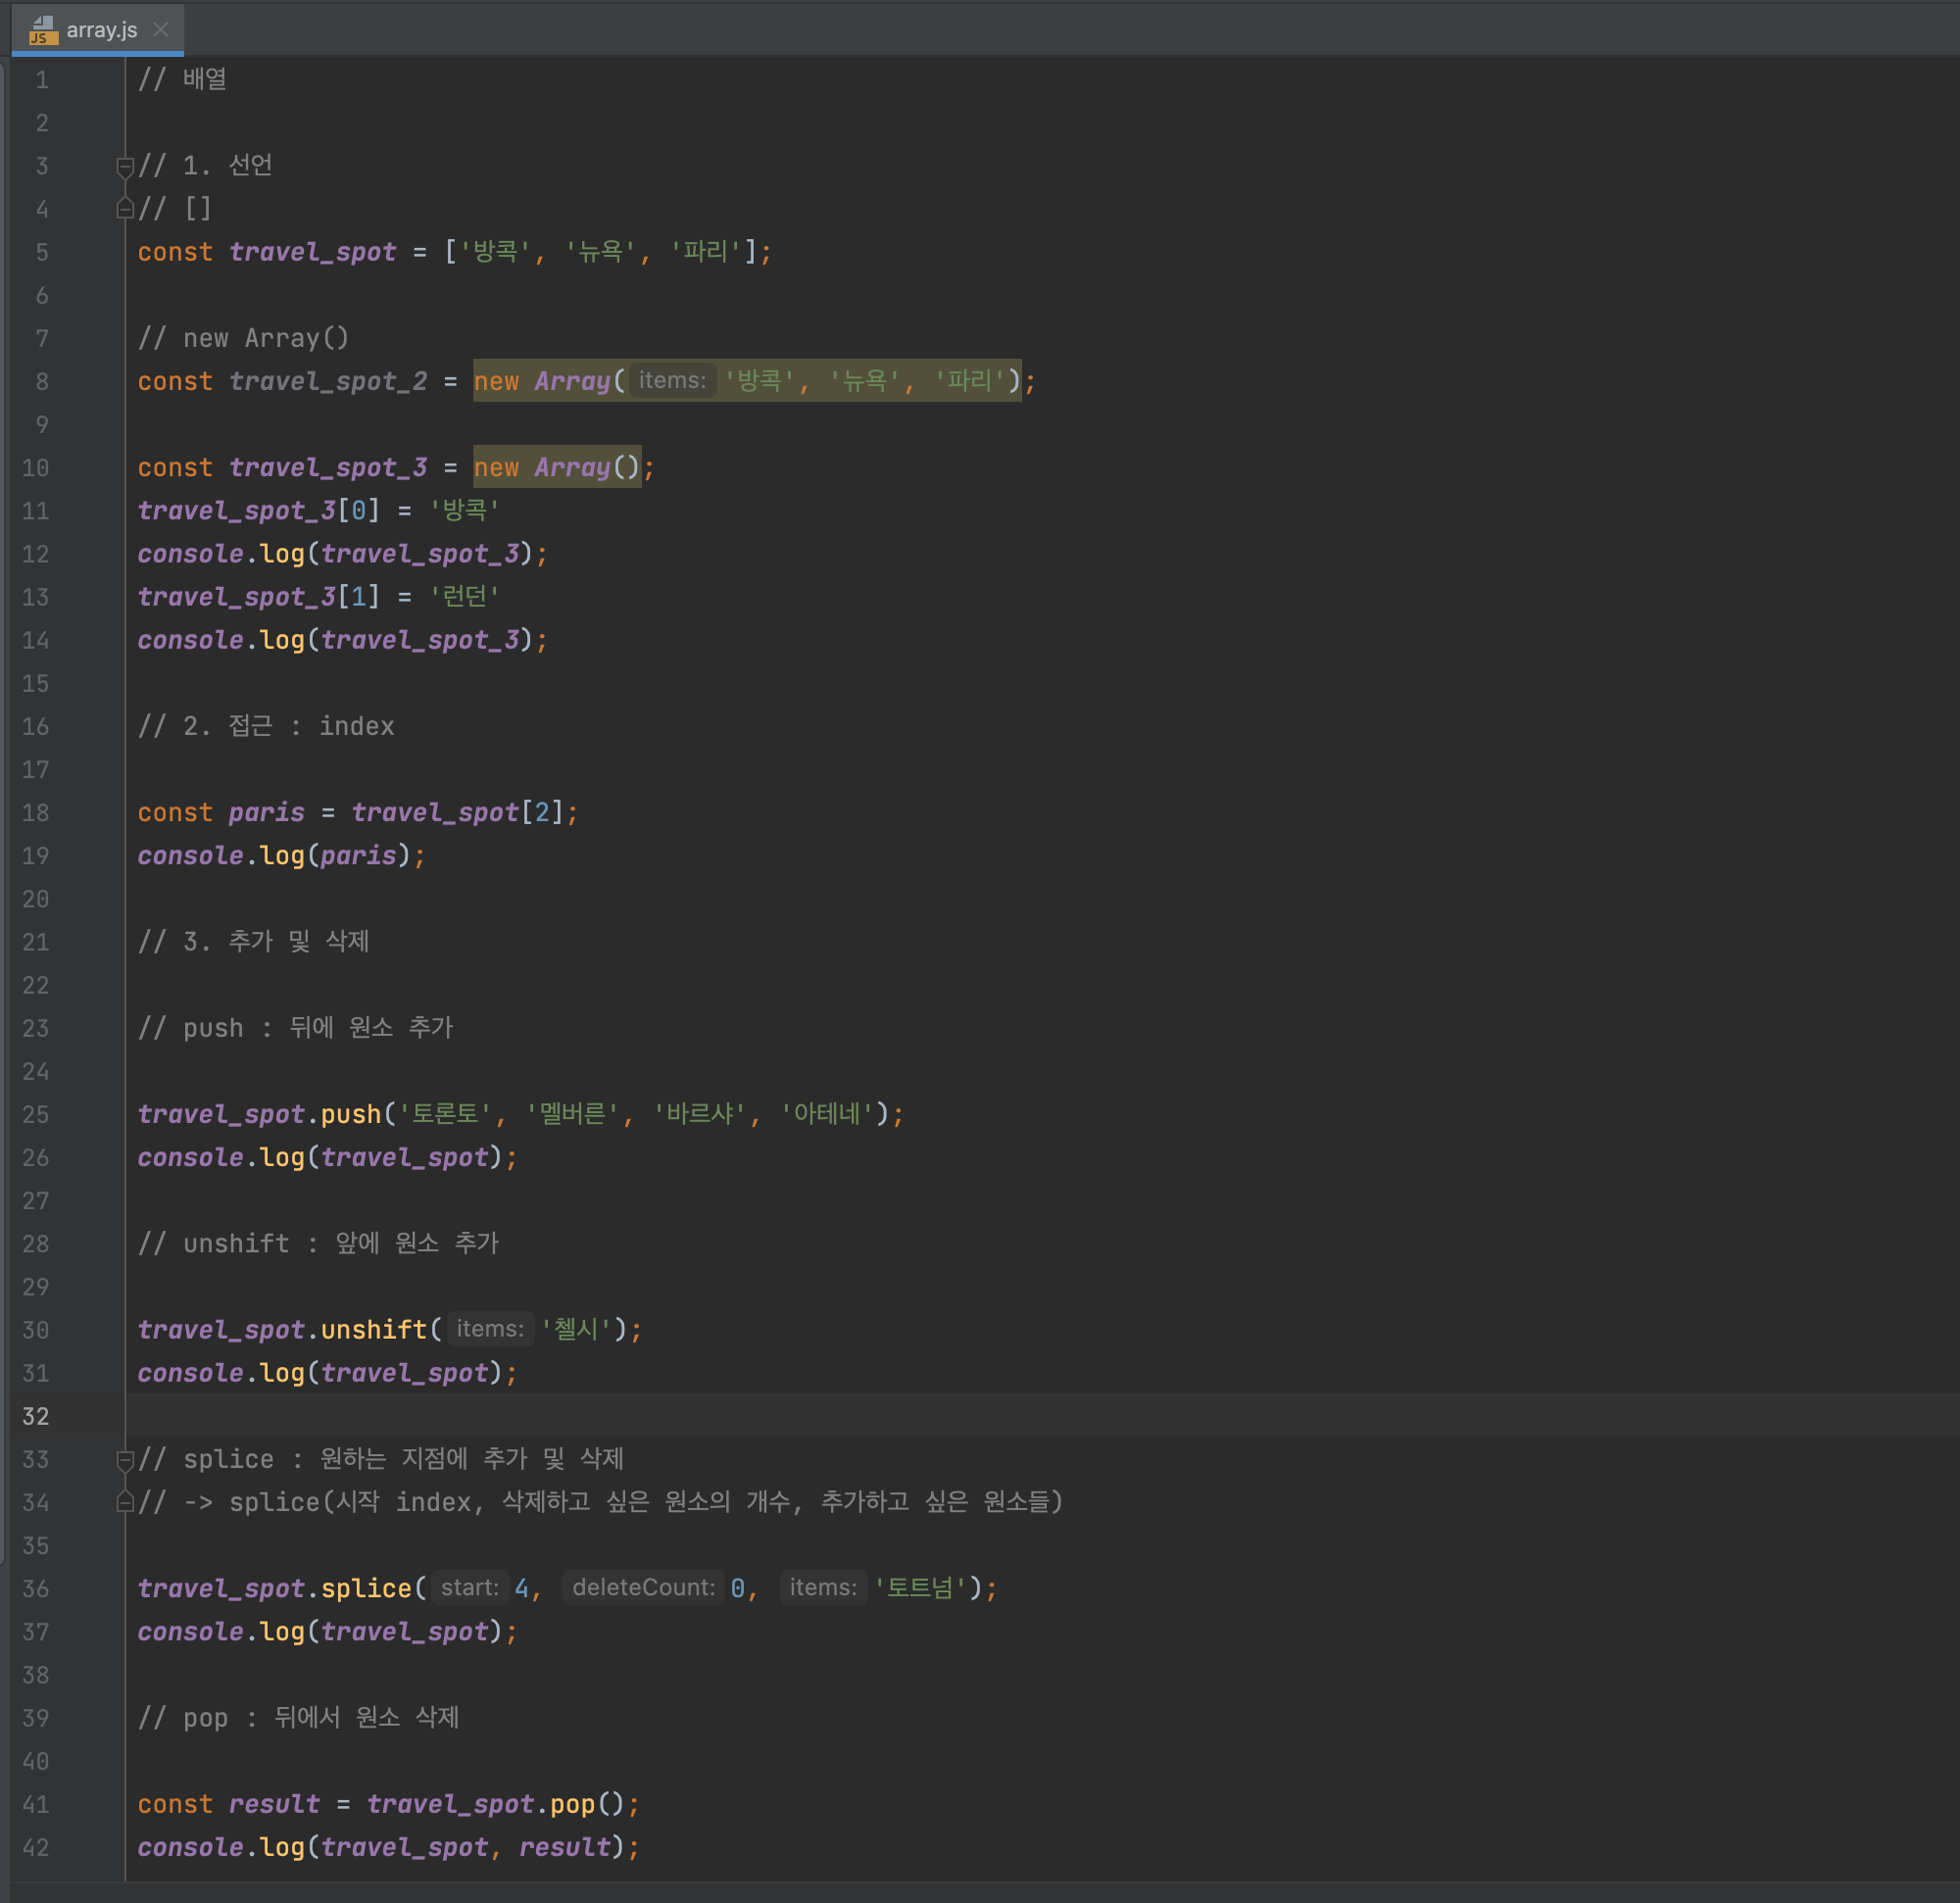 array.js
1 // 배열
2
3 // 1. 선언
4 // []
5 const travel_spot = ['방콕', '뉴욕', '파리'];
6
7 // new Array()
8 const travel_spot_2 = new Array( items: '방콕', '뉴욕', '파리');
9
10 const travel_spot_3 = new Array();
11 travel_spot_3[0] = '방콕'
12 console.log(travel_spot_3);
13 travel_spot_3[1] = '런던'
14 console.log(travel_spot_3);
15
16 // 2. 접근 : index
17
18 const paris = travel_spot[2];
19 console.log(paris);
20
21 // 3. 추가 및 삭제
22
23 // push : 뒤에 원소 추가
24
25 travel_spot.push('토론토', '멜버른', '바르샤', '아테네');
26 console.log(travel_spot);
27
28 // unshift : 앞에 원소 추가
29
30 travel_spot.unshift( items: '첼시');
31 console.log(travel_spot);
32
33 // splice : 원하는 지점에 추가 및 삭제
34 // -> splice(시작 index, 삭제하고 싶은 원소의 개수, 추가하고 싶은 원소들)
35
36 travel_spot.splice( start: 4, deleteCount: 0, items: '토트넘');
37 console.log(travel_spot);
38
39 // pop : 뒤에서 원소 삭제
40
41 const result = travel_spot.pop();
42 console.log(travel_spot, result);